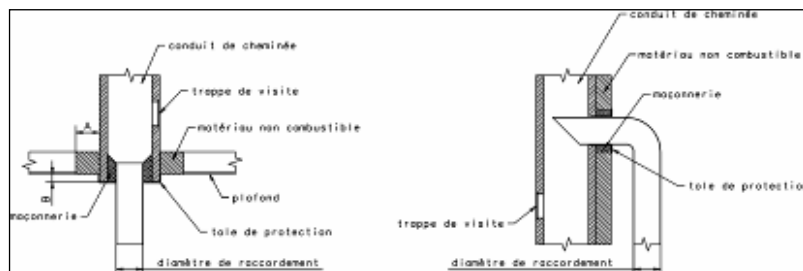 conduit de cheminée
trappe de visite
matériau non combustible
A
B
plafond
maçonnerie
tole de protection
diamètre de raccordement
conduit de cheminée
matériau non combustible
maçonnerie
tole de protection
trappe de visite
diamètre de raccordement